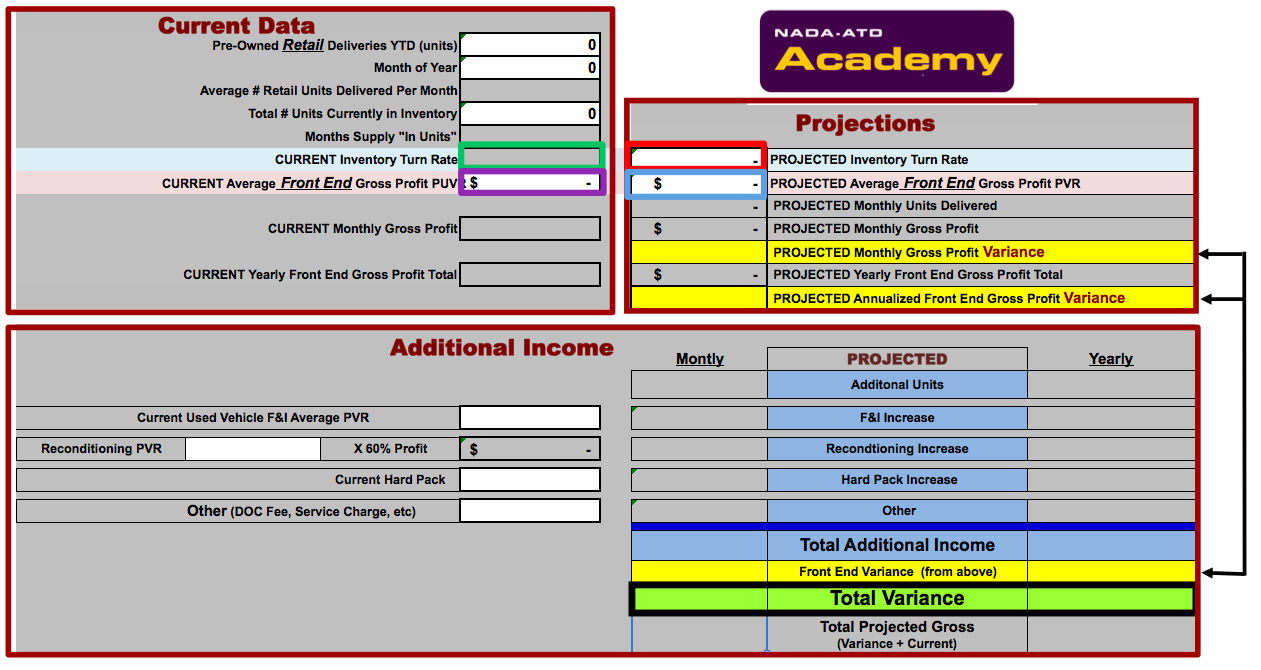 Current Data
Pre-Owned Retail Deliveries YTD (units) 0
Month of Year 0
Average # Retail Units Delivered Per Month
Total # Units Currently in Inventory 0
Months Supply "In Units"
CURRENT Inventory Turn Rate
CURRENT Average Front End Gross Profit PUV $ -
CURRENT Monthly Gross Profit
CURRENT Yearly Front End Gross Profit Total
NADA-ATD
Academy
Projections
- PROJECTED Inventory Turn Rate
$ - PROJECTED Average Front End Gross Profit PVR
- PROJECTED Monthly Units Delivered
$ - PROJECTED Monthly Gross Profit
PROJECTED Monthly Gross Profit Variance
$ - PROJECTED Yearly Front End Gross Profit Total
PROJECTED Annualized Front End Gross Profit Variance
Additional Income
Montly PROJECTED Yearly
Additonal Units
Current Used Vehicle F&I Average PVR
F&I Increase
Reconditioning PVR X 60% Profit $ -
Recondtioning Increase
Current Hard Pack
Hard Pack Increase
Other (DOC Fee, Service Charge, etc)
Other
Total Additional Income
Front End Variance (from above)
Total Variance
Total Projected Gross
(Variance + Current)